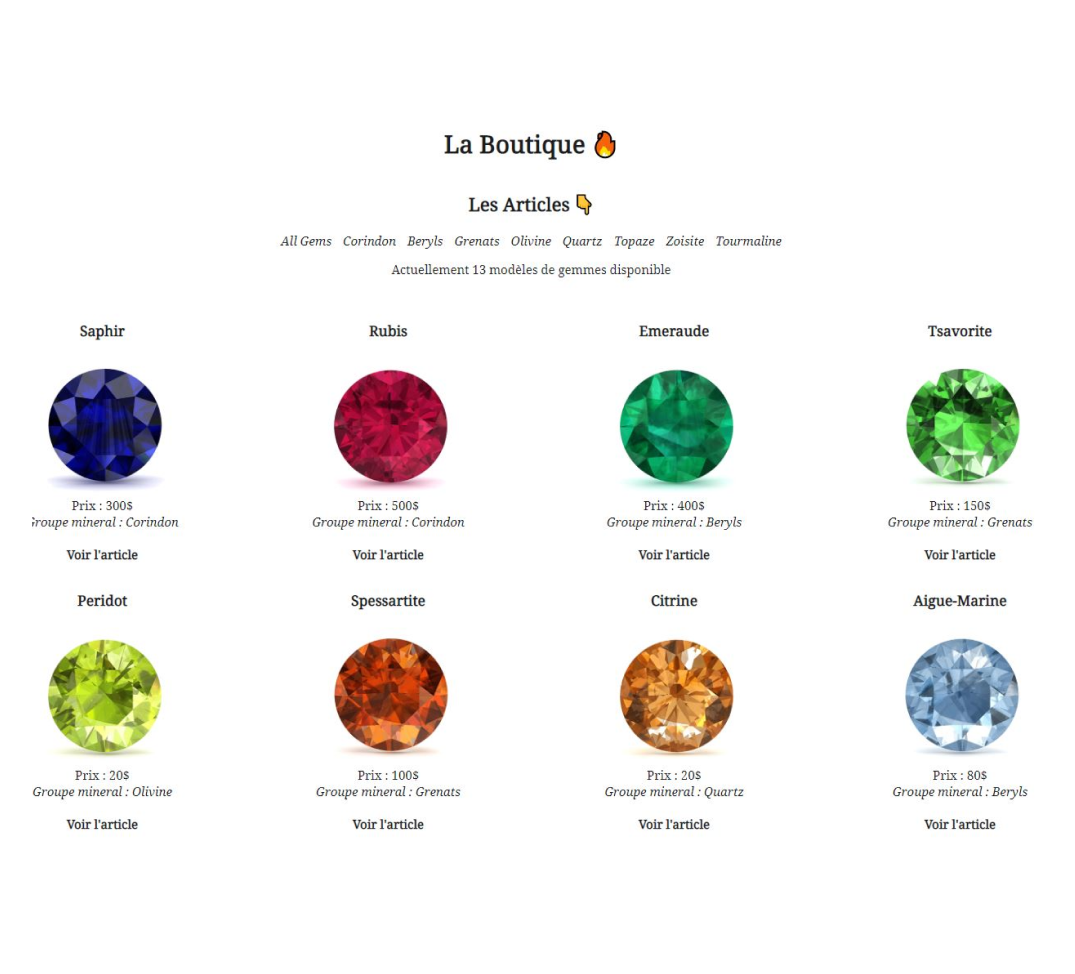 La Boutique 🔥
Les Articles 👇
All Gems Corindon Beryls Grenats Olivine Quartz Topaze Zoisite Tourmaline
Actuellement 13 modèles de gemmes disponible
Saphir Rubis Emeraude Tsavorite
Prix : 300$ Prix : 500$ Prix : 400$ Prix : 150$
Groupe mineral : Corindon Groupe mineral : Corindon Groupe mineral : Beryls Groupe mineral : Grenats
Voir l'article Voir l'article Voir l'article Voir l'article
Peridot Spessartite Citrine Aigue-Marine
Prix : 20$ Prix : 100$ Prix : 20$ Prix : 80$
Groupe mineral : Olivine Groupe mineral : Grenats Groupe mineral : Quartz Groupe mineral : Beryls
Voir l'article Voir l'article Voir l'article Voir l'article